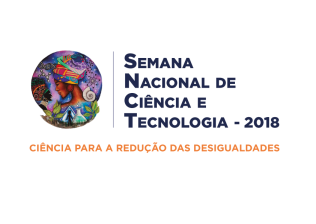 Semana
Nacional de
Ciência e
Tecnologia - 2018
CIÊNCIA PARA A REDUÇÃO DAS DESIGUALDADES